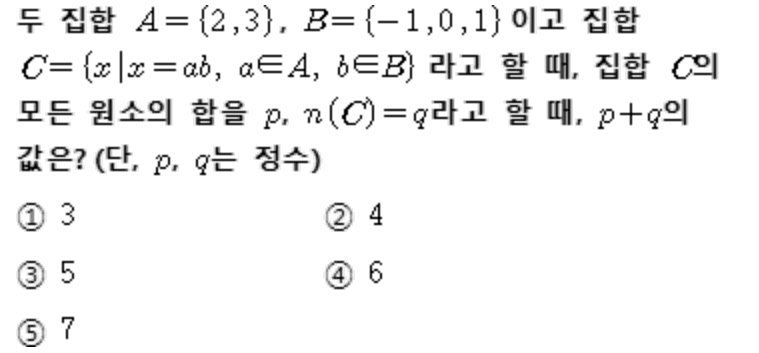 두 집합 A={2,3}, B={−1,0,1}이고 집합
C={x|x=ab, a∈A, b∈B} 라고 할 때, 집합 C의
모든 원소의 합을 p, n(C)=q라고 할 때, p+q의
값은? (단, p, q는 정수)
① 3 ② 4
③ 5 ④ 6
⑤ 7